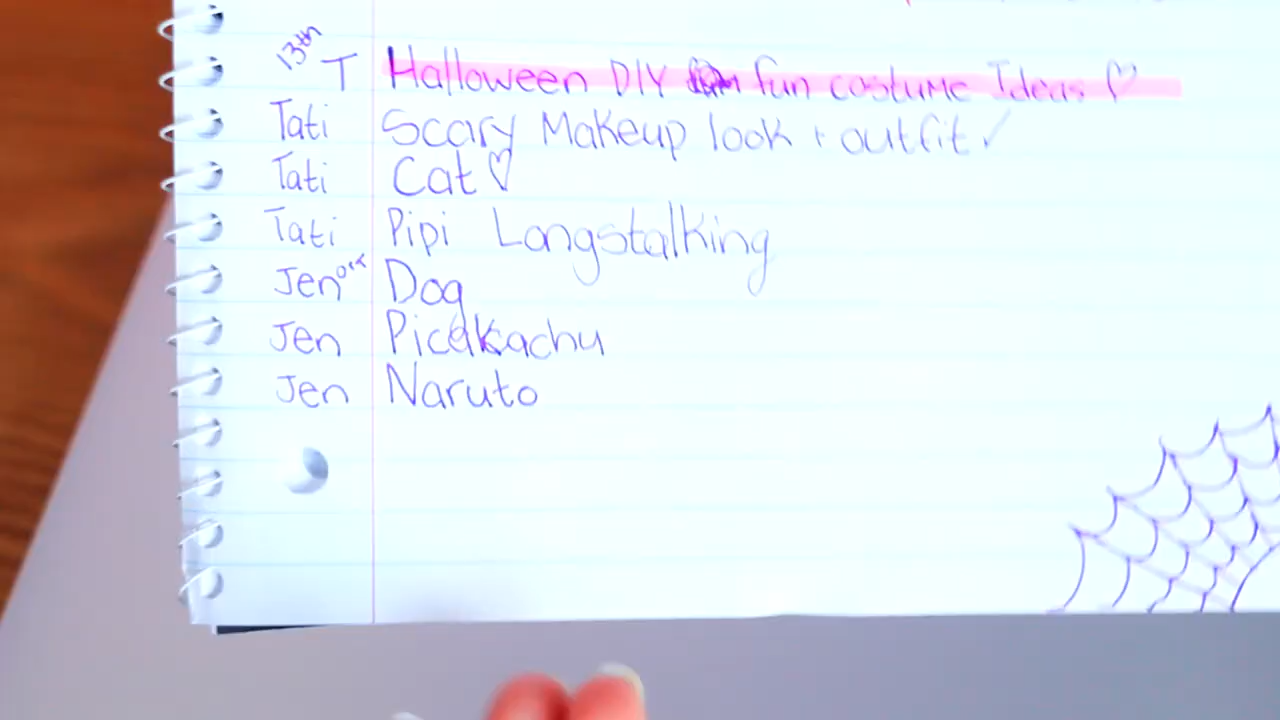 13th T Halloween DIY fun costume Ideas ♡
Tati Scary Makeup look + outfit ✓
Tati Cat ♡
Tati Pipi Longstalking
Jen Dog
Jen Picakachu
Jen Naruto